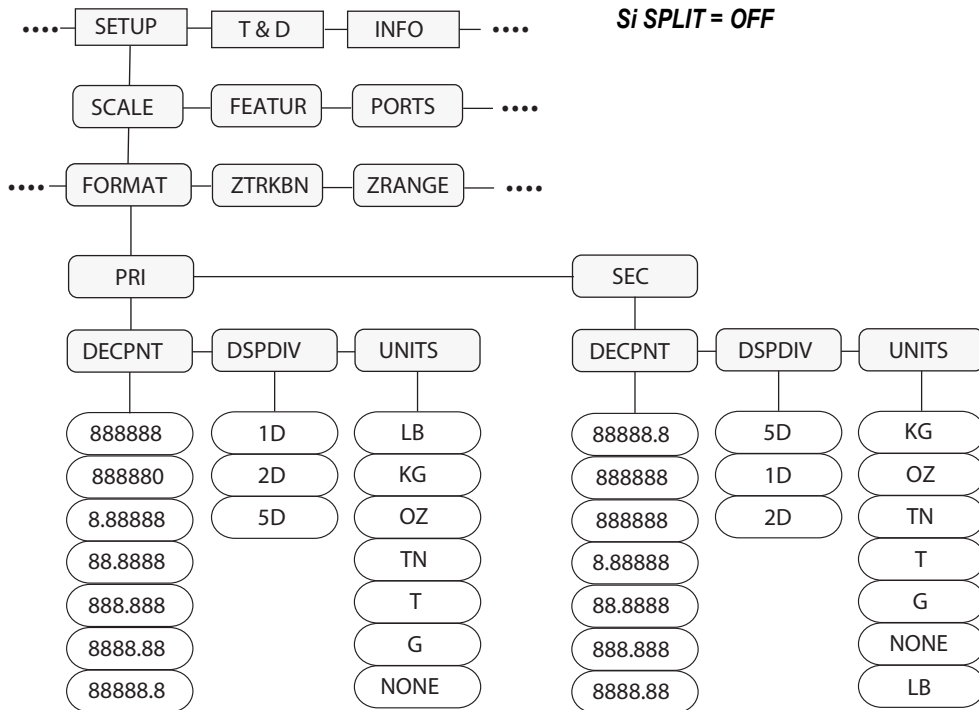 Si SPLIT = OFF
•••• SETUP T & D INFO ••••
SCALE FEATUR PORTS ••••
•••• FORMAT ZTRKBN ZRANGE ••••
PRI SEC
DECPNT DSPDIV UNITS DECPNT DSPDIV UNITS
888888 1D LB 88888.8 5D KG
888880 2D KG 888888 1D OZ
8.88888 5D OZ 888888 2D TN
88.8888 TN 8.88888 T
888.888 T 88.8888 G
8888.88 G 888.888 NONE
88888.8 NONE 8888.88 LB